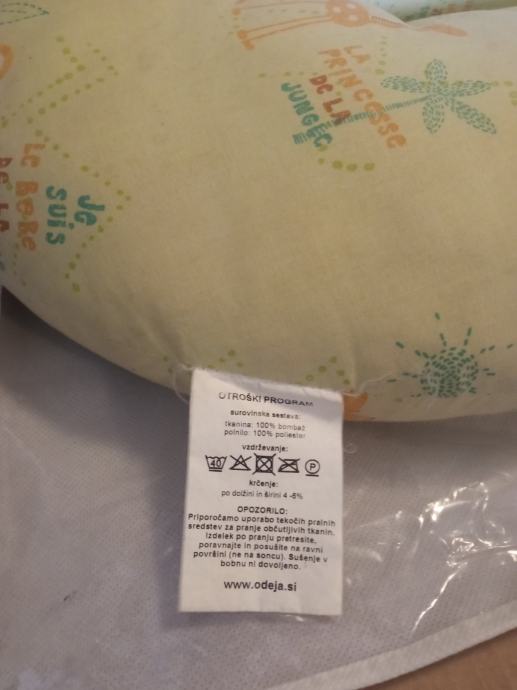 LA
PRINCESSE
DE LA
JUNGLE
Je
suis
Le BeBe
DE LA
OTROŠKI PROGRAM
surovinska sestava:
tkanina: 100% bombaž
polnilo: 100% poliester
vzdrževanje:
40
P
krčenje:
po dolžini in širini 4 -6%
OPOZORILO:
Priporočamo uporabo tekočih pralnih
sredstev za pranje občutljivih tkanin.
Izdelek po pranju pretresite,
poravnajte in posušite na ravni
površini (ne na soncu). Sušenje v
bobnu ni dovoljeno.
www.odeja.si